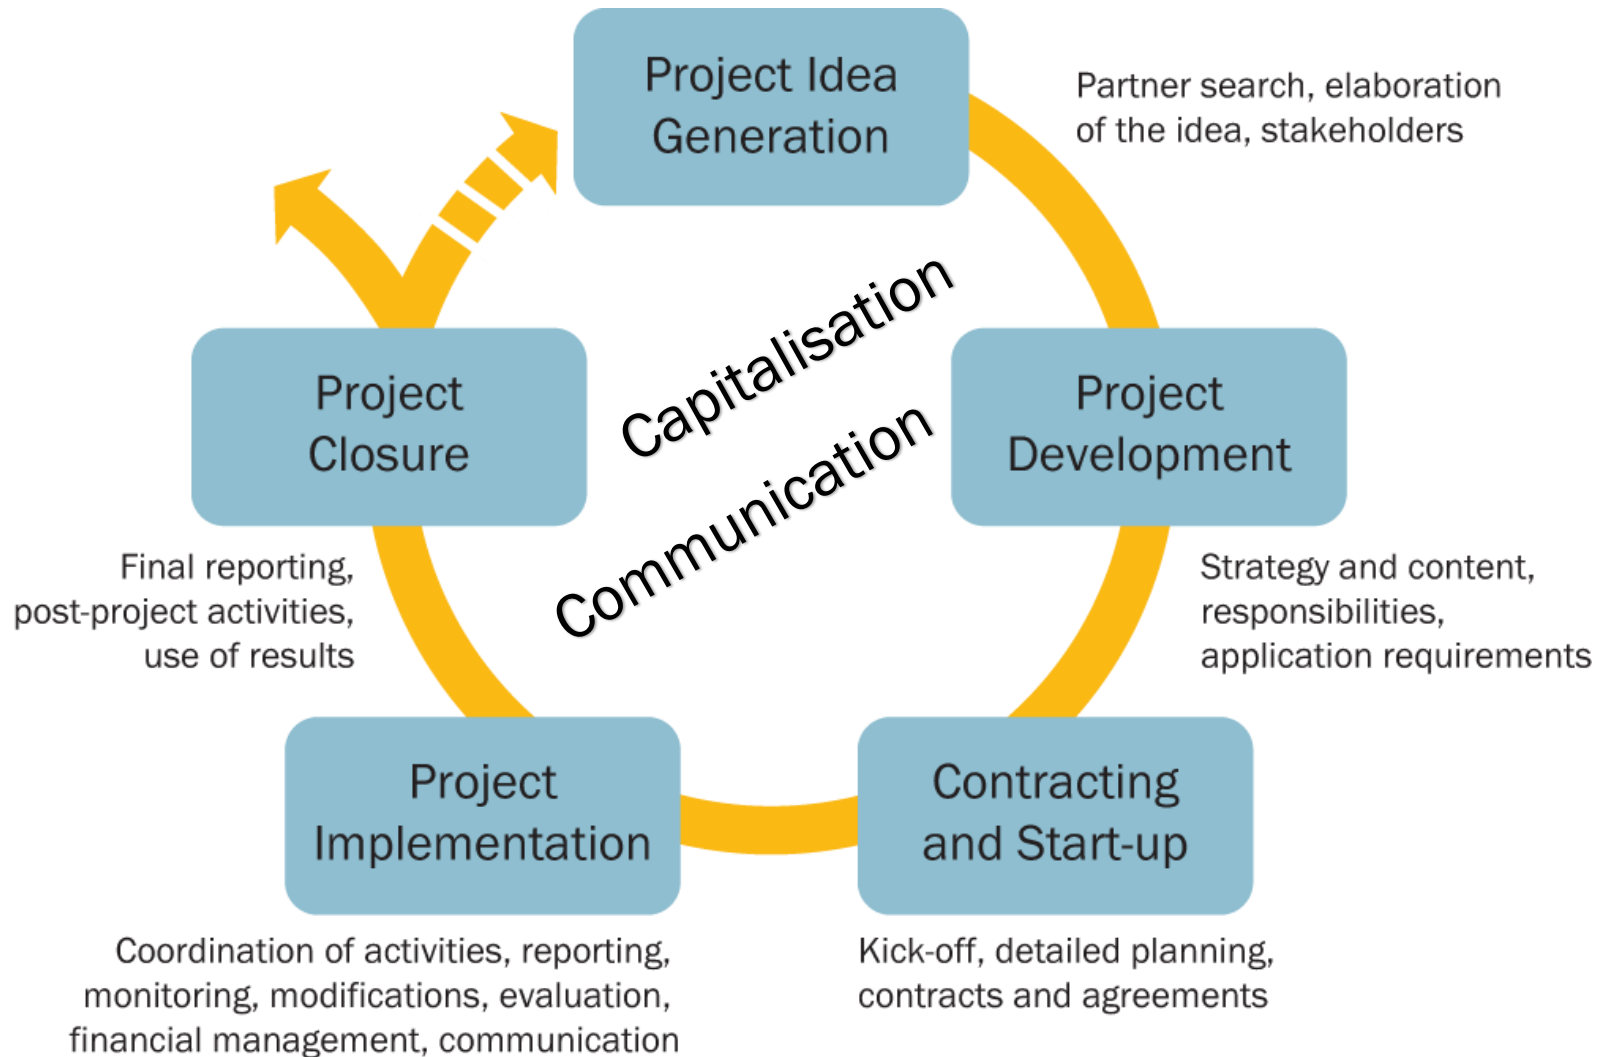 Project Idea
Generation
Partner search, elaboration
of the idea, stakeholders
Project
Development
Strategy and content,
responsibilities,
application requirements
Contracting
and Start-up
Kick-off, detailed planning,
contracts and agreements
Project
Implementation
Coordination of activities, reporting,
monitoring, modifications, evaluation,
financial management, communication
Project
Closure
Final reporting,
post-project activities,
use of results
Capitalisation
Communication